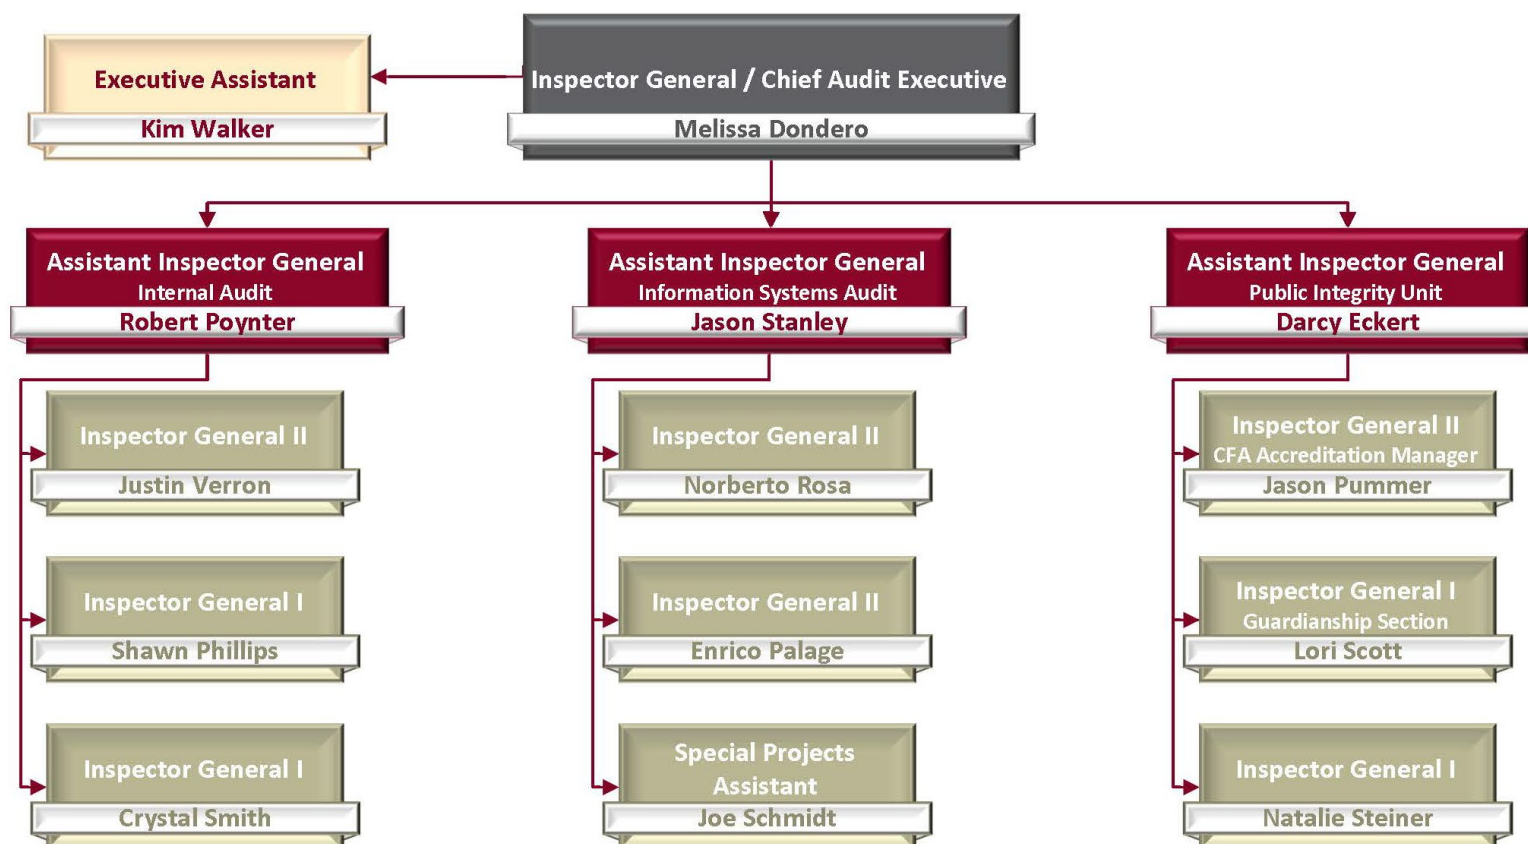 Executive Assistant
Kim Walker
Inspector General / Chief Audit Executive
Melissa Dondero
Assistant Inspector General
Internal Audit
Robert Poynter
Assistant Inspector General
Information Systems Audit
Jason Stanley
Assistant Inspector General
Public Integrity Unit
Darcy Eckert
Inspector General II
Justin Verron
Inspector General I
Shawn Phillips
Inspector General I
Crystal Smith
Inspector General II
Norberto Rosa
Inspector General II
Enrico Palage
Special Projects
Assistant
Joe Schmidt
Inspector General II
CFA Accreditation Manager
Jason Pummer
Inspector General I
Guardianship Section
Lori Scott
Inspector General I
Natalie Steiner